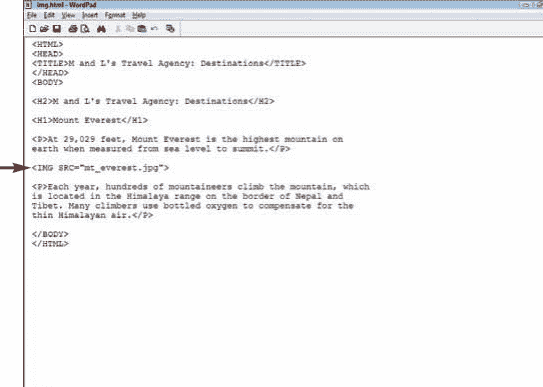 img.html - WordPad
File Edit View Insert Format Help
<HTML>
<HEAD>
<TITLE>M and L's Travel Agency: Destinations</TITLE>
</HEAD>
<BODY>
<H2>M and L's Travel Agency: Destinations</H2>
<H1>Mount Everest</H1>
<P>At 29,029 feet, Mount Everest is the highest mountain on
earth when measured from sea level to summit.</P>
<IMG SRC="mt_everest.jpg">
<P>Each year, hundreds of mountaineers climb the mountain, which
is located in the Himalaya range on the border of Nepal and
Tibet. Many climbers use bottled oxygen to compensate for the
thin Himalayan air.</P>
</BODY>
</HTML>